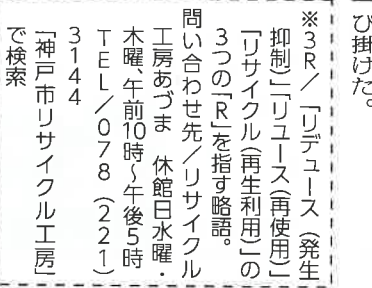 び掛けた。
※3R/「リデュース（発生
抑制）」「リユース（再使用）」
「リサイクル（再生利用）」の
3つの「R」を指す略語。
問い合わせ先/リサイクル
工房あづま　休館日水曜・
木曜、午前10時～午後5時
TEL/078（221）
3144
「神戸市リサイクル工房」
で検索